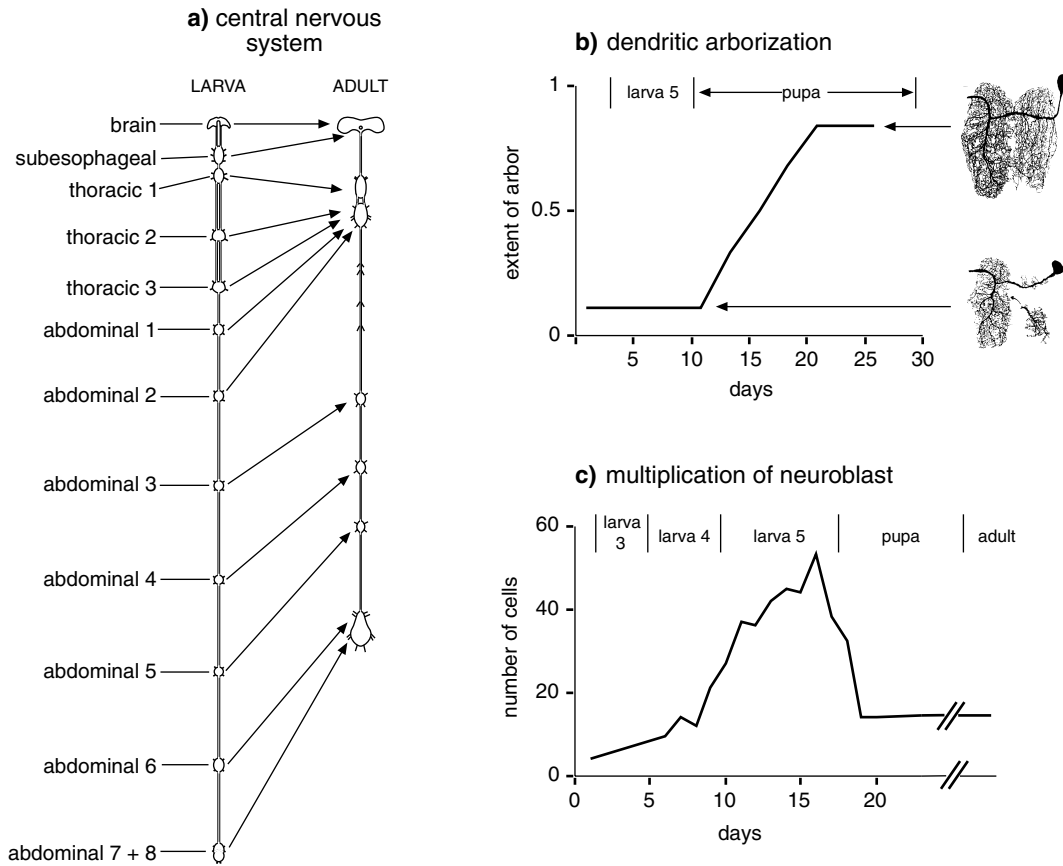 a) central nervous
system
LARVA
ADULT
brain
subesophageal
thoracic 1
thoracic 2
thoracic 3
abdominal 1
abdominal 2
abdominal 3
abdominal 4
abdominal 5
abdominal 6
abdominal 7 + 8
b) dendritic arborization
1
larva 5
pupa
0.5
0
extent of arbor
5
10
15
20
25
30
days
c) multiplication of neuroblast
60
larva
3
larva 4
larva 5
pupa
adult
40
20
0
number of cells
0
5
10
15
20
days